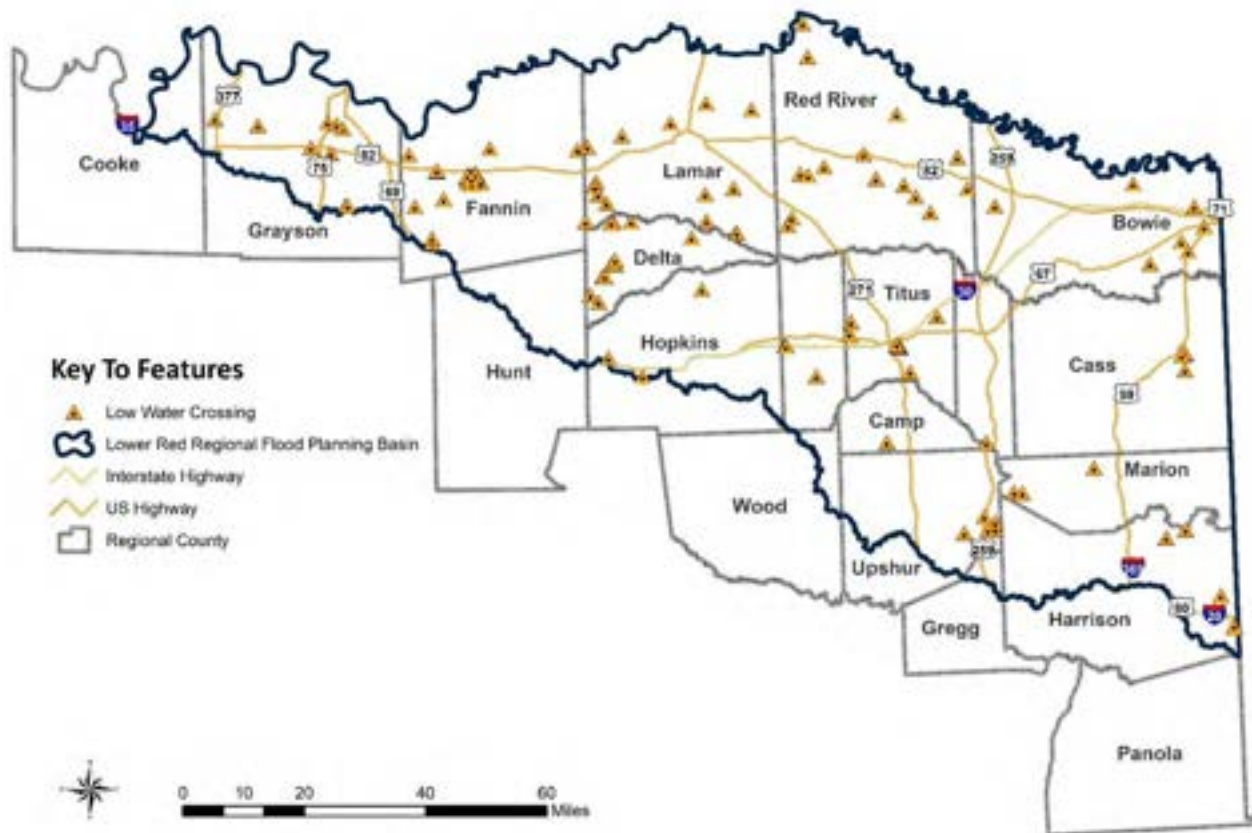 Red River
377
35
82
259
Cooke
82
75
Lamar
69
Fannin
71
Bowie
Grayson
Delta
67
271
Titus
30
Hopkins
Key To Features
Hunt
Cass
59
Low Water Crossing
Camp
Lower Red Regional Flood Planning Basin
Interstate Highway
Marion
US Highway
Wood
Regional County
259
Upshur
80
20
Gregg
Harrison
Panola
0 10 20 40 60
Miles